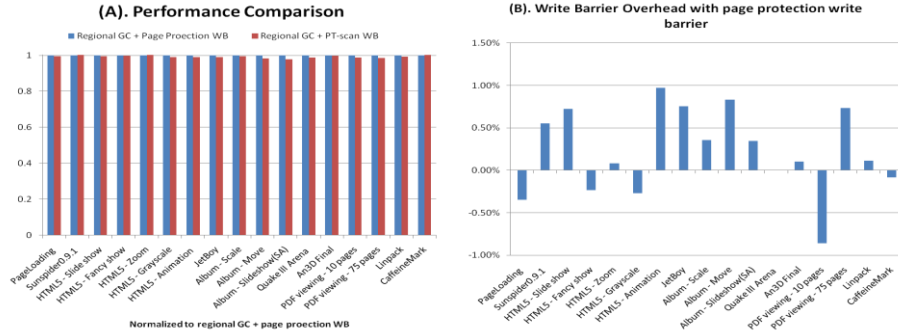 (A). Performance Comparison
Regional GC + Page Proection WB
Regional GC + PT-scan WB
1
0.8
0.6
0.4
0.2
0
PageLoading
Sunspider0.9.1
HTML5 - Slide show
HTML5 - Fancy show
HTML5 - Zoom
HTML5 - Grayscale
HTML5 - Animation
JetBoy
Album - Scale
Album - Move
Album - Slideshow(SA)
Quake III Arena
An3D Final
PDF viewing - 10 pages
PDF viewing - 75 pages
Linpack
CaffeineMark
Normalized to regional GC + page proection WB
(B). Write Barrier Overhead with page protection write
barrier
1.50%
1.00%
0.50%
0.00%
-0.50%
-1.00%
PageLoading
Sunspider0.9.1
HTML5 - Slide show
HTML5 - Fancy show
HTML5 - Zoom
HTML5 - Grayscale
HTML5 - Animation
JetBoy
Album - Scale
Album - Move
Album - Slideshow(SA)
Quake III Arena
An3D Final
PDF viewing - 10 pages
PDF viewing - 75 pages
Linpack
CaffeineMark